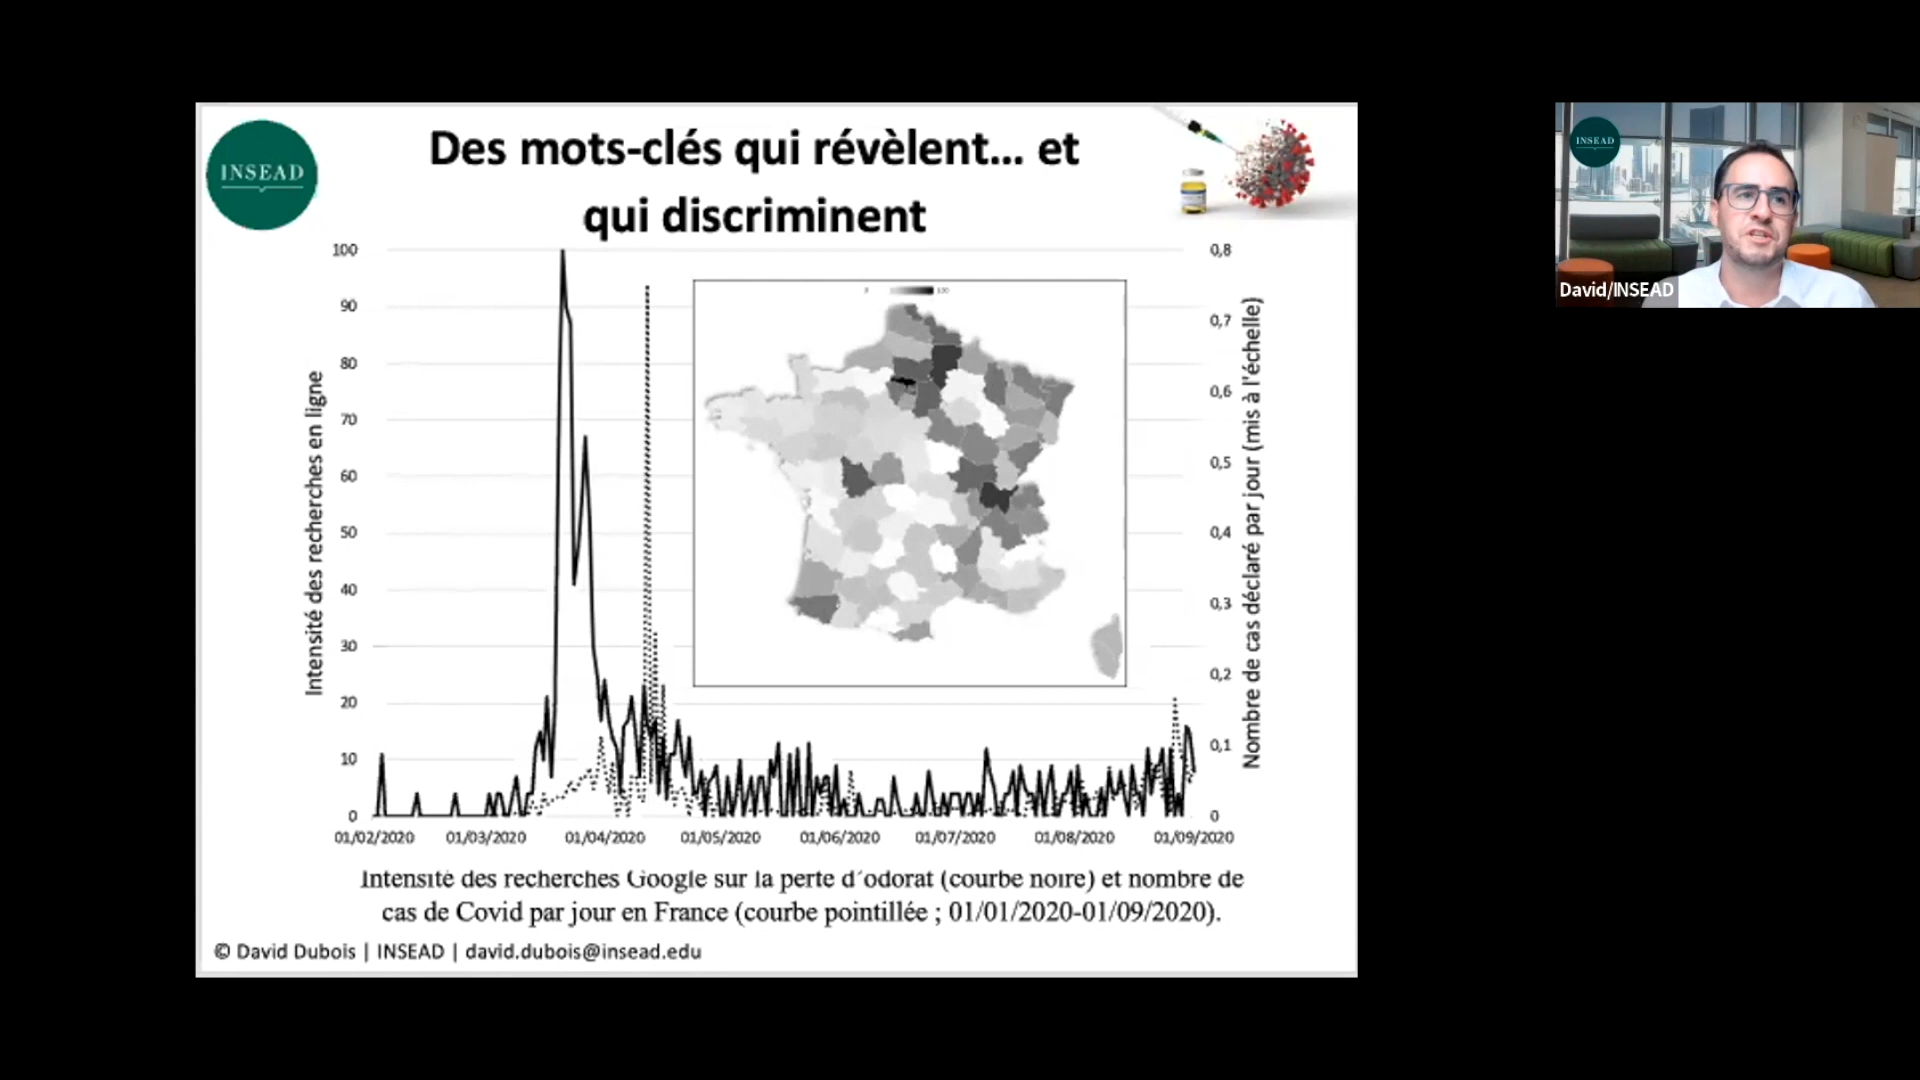 INSEAD
Des mots-clés qui révèlent... et
qui discriminent
Intensité des recherches en ligne
100
90
80
70
60
50
40
30
20
10
0
0
100
0,8
0,7
0,6
0,5
0,4
0,3
0,2
0,1
0
Nombre de cas déclaré par jour (mis à l'échelle)
01/02/2020 01/03/2020 01/04/2020 01/05/2020 01/06/2020 01/07/2020 01/08/2020 01/09/2020
Intensité des recherches Google sur la perte d´odorat (courbe noire) et nombre de
cas de Covid par jour en France (courbe pointillée ; 01/01/2020-01/09/2020).
© David Dubois | INSEAD | david.dubois@insead.edu
INSEAD
David/INSEAD